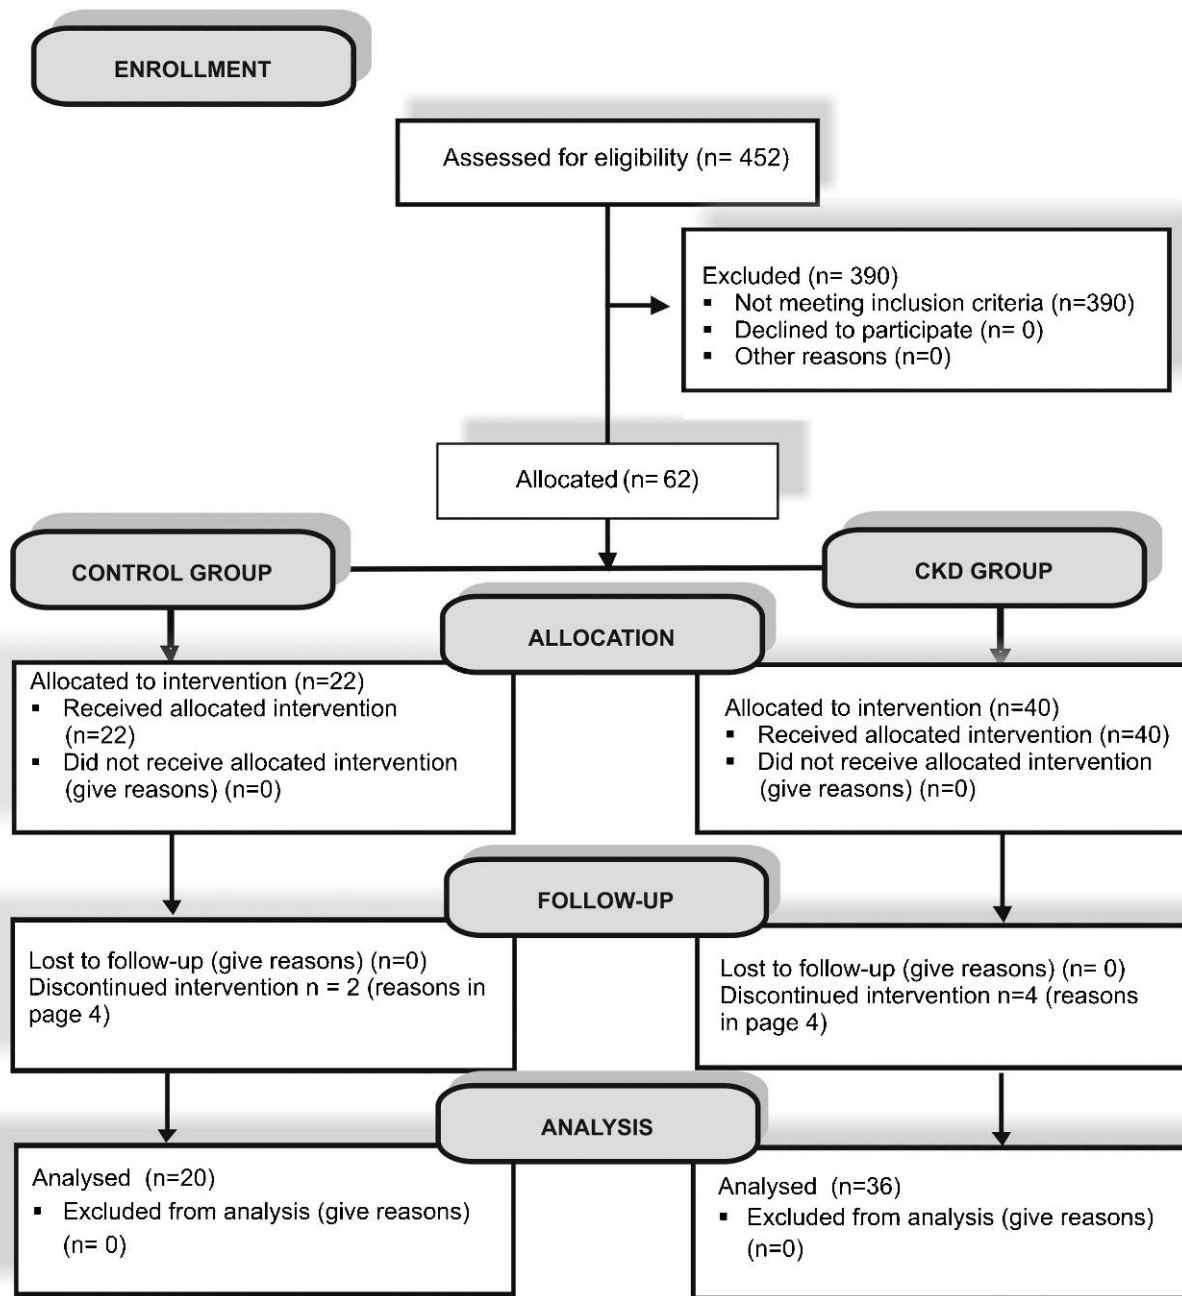 ENROLLMENT
Assessed for eligibility (n= 452)
Excluded (n= 390)
▪ Not meeting inclusion criteria (n=390)
▪ Declined to participate (n= 0)
▪ Other reasons (n=0)
Allocated (n= 62)
CONTROL GROUP
CKD GROUP
ALLOCATION
Allocated to intervention (n=22)
▪ Received allocated intervention
(n=22)
▪ Did not receive allocated intervention
(give reasons) (n=0)
Allocated to intervention (n=40)
▪ Received allocated intervention (n=40)
▪ Did not receive allocated intervention
(give reasons) (n=0)
FOLLOW-UP
Lost to follow-up (give reasons) (n=0)
Discontinued intervention n = 2 (reasons in
page 4)
Lost to follow-up (give reasons) (n= 0)
Discontinued intervention n=4 (reasons
in page 4)
ANALYSIS
Analysed (n=20)
▪ Excluded from analysis (give reasons)
(n= 0)
Analysed (n=36)
▪ Excluded from analysis (give reasons)
(n=0)